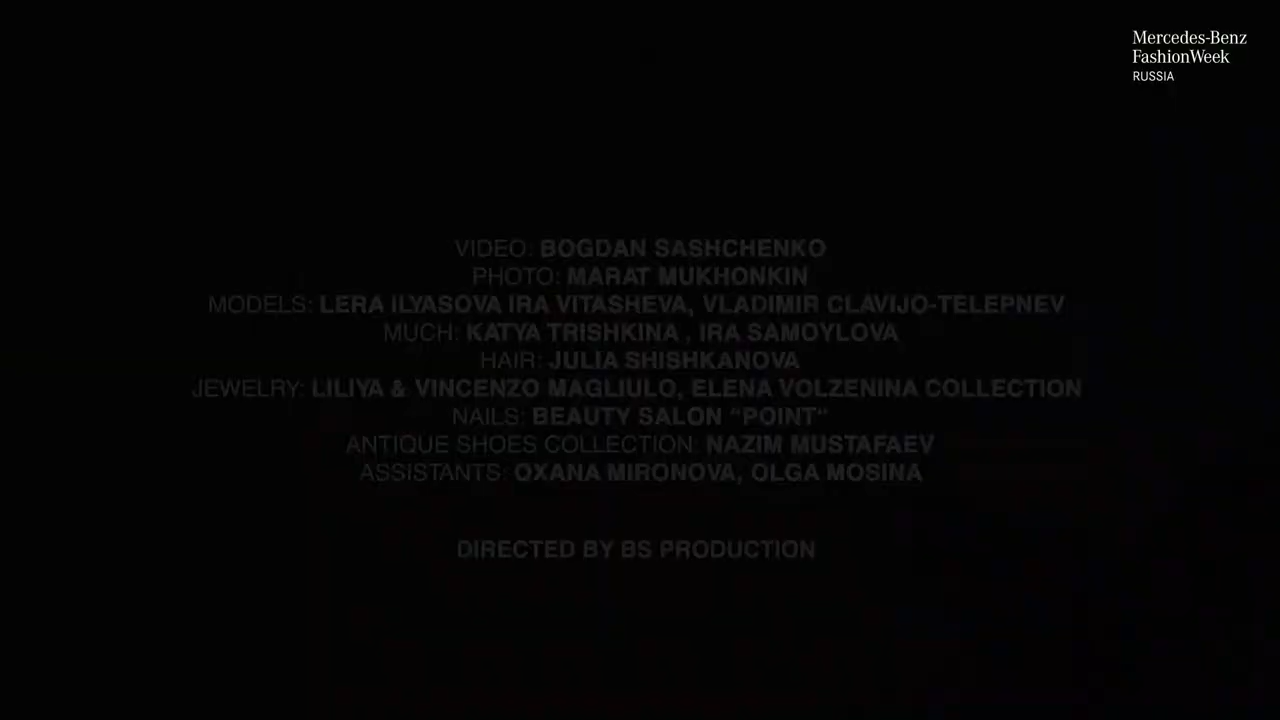 Mercedes-Benz
FashionWeek
RUSSIA
VIDEO: BOGDAN SASHCHENKO
PHOTO: MARAT MUKHONKIN
MODELS: LERA ILYASOVA IRA VITASHEVA, VLADIMIR CLAVIJO-TELEPNEV
MUCH: KATYA TRISHKINA , IRA SAMOYLOVA
HAIR: JULIA SHISHKANOVA
JEWELRY: LILIYA & VINCENZO MAGLIULO, ELENA VOLZENINA COLLECTION
NAILS: BEAUTY SALON “POINT“
ANTIQUE SHOES COLLECTION: NAZIM MUSTAFAEV
ASSISTANTS: OXANA MIRONOVA, OLGA MOSINA
DIRECTED BY BS PRODUCTION